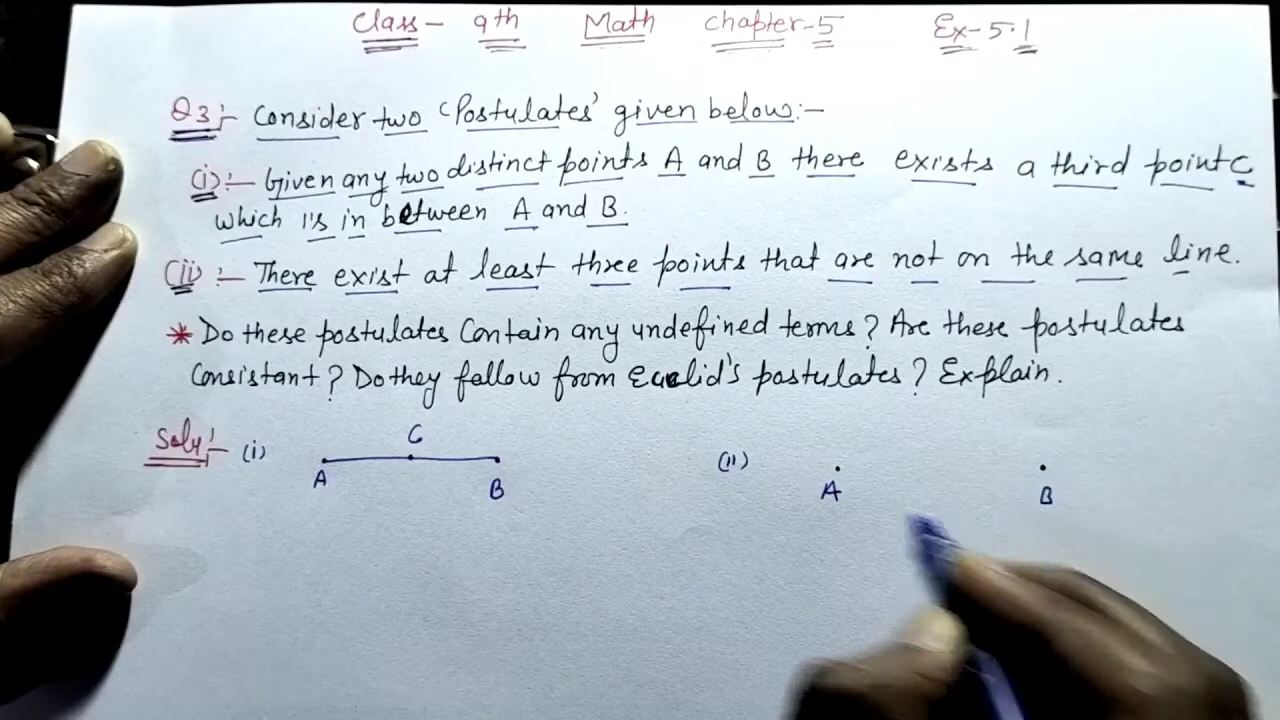 Class - 9th Math Chapter-5 Ex-5.1
Q3:- Consider two 'Postulates' given below:-
(i):- Given any two distinct points A and B there exists a third point C
which is in between A and B.
(ii):- There exist at least three points that are not on the same line.
* Do these postulates Contain any undefined terms? Are these postulates
Consistant? Do they follow from Euclid's postulates? Explain.
Soln:- (i) C (ii)
A B A B